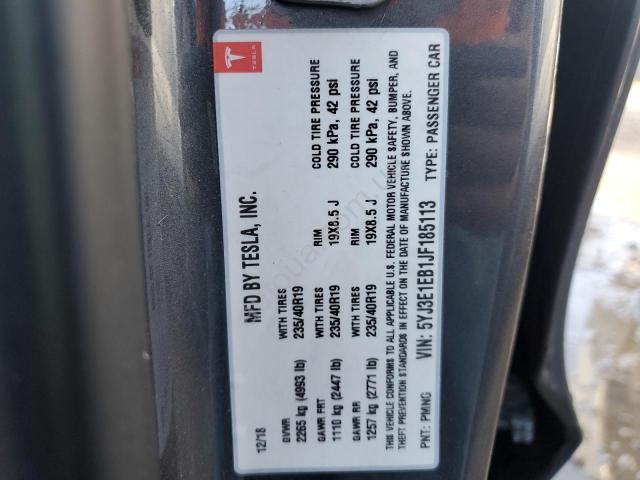 TESLA
12/18
MFD BY TESLA, INC.
GVWR
2265 kg (4993 lb)
WITH TIRES
235/40R19
COLD TIRE PRESSURE
290 kPa, 42 psi
GAWR FRT
1110 kg (2447 lb)
WITH TIRES
235/40R19
RIM
19X8.5 J
COLD TIRE PRESSURE
290 kPa, 42 psi
GAWR RR
1257 kg (2771 lb)
WITH TIRES
235/40R19
RIM
19X8.5 J
THIS VEHICLE CONFORMS TO ALL APPLICABLE U.S. FEDERAL MOTOR VEHICLE SAFETY, BUMPER, AND
THEFT PREVENTION STANDARDS IN EFFECT ON THE DATE OF MANUFACTURE SHOWN ABOVE.
PNT: PMNG VIN: 5YJ3E1EB1JF185113 TYPE: PASSENGER CAR